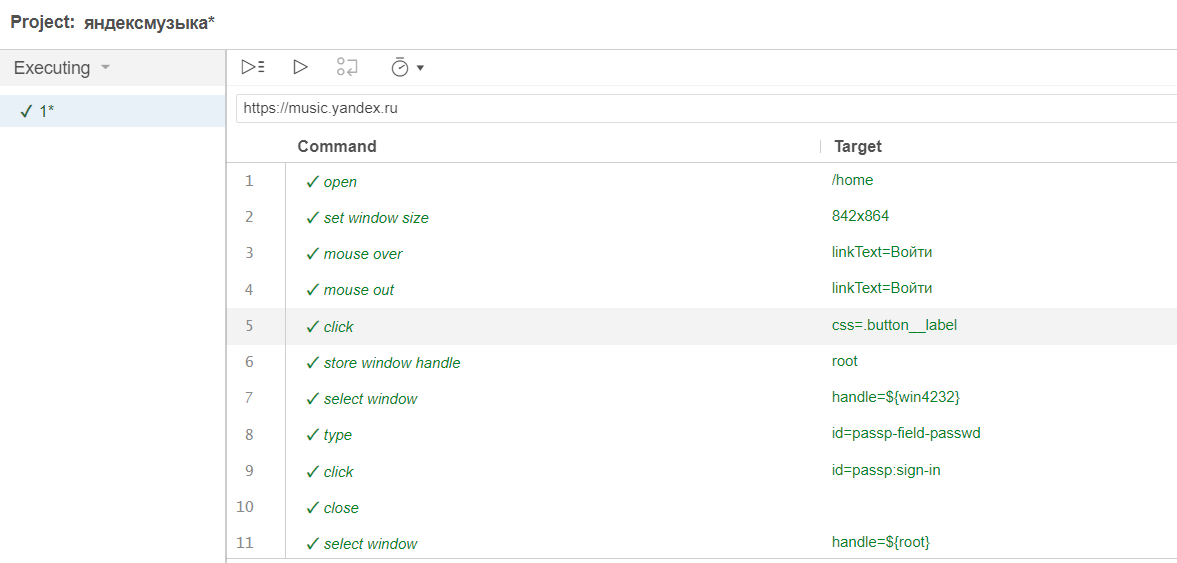 Project: яндексмузыка*
Executing
✓ 1*
https://music.yandex.ru
Command Target
1 ✓ open /home
2 ✓ set window size 842x864
3 ✓ mouse over linkText=Войти
4 ✓ mouse out linkText=Войти
5 ✓ click css=.button__label
6 ✓ store window handle root
7 ✓ select window handle=${win4232}
8 ✓ type id=passp-field-passwd
9 ✓ click id=passp:sign-in
10 ✓ close
11 ✓ select window handle=${root}